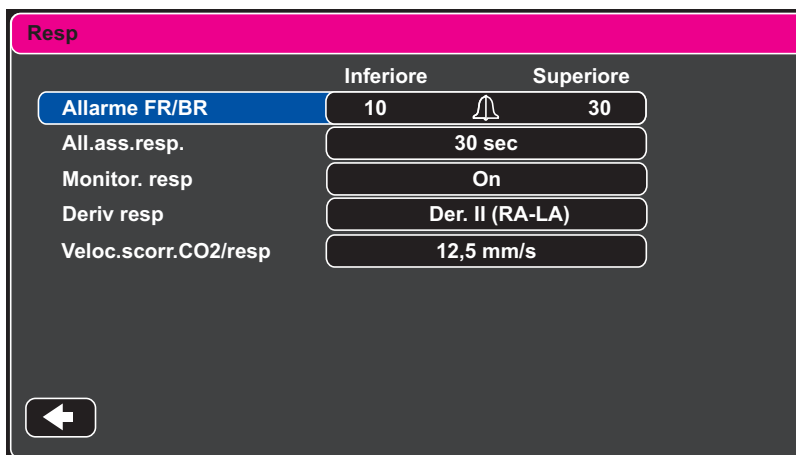 Resp
Inferiore Superiore
Allarme FR/BR 10 30
All.ass.resp. 30 sec
Monitor. resp On
Deriv resp Der. II (RA-LA)
Veloc.scorr.CO2/resp 12,5 mm/s